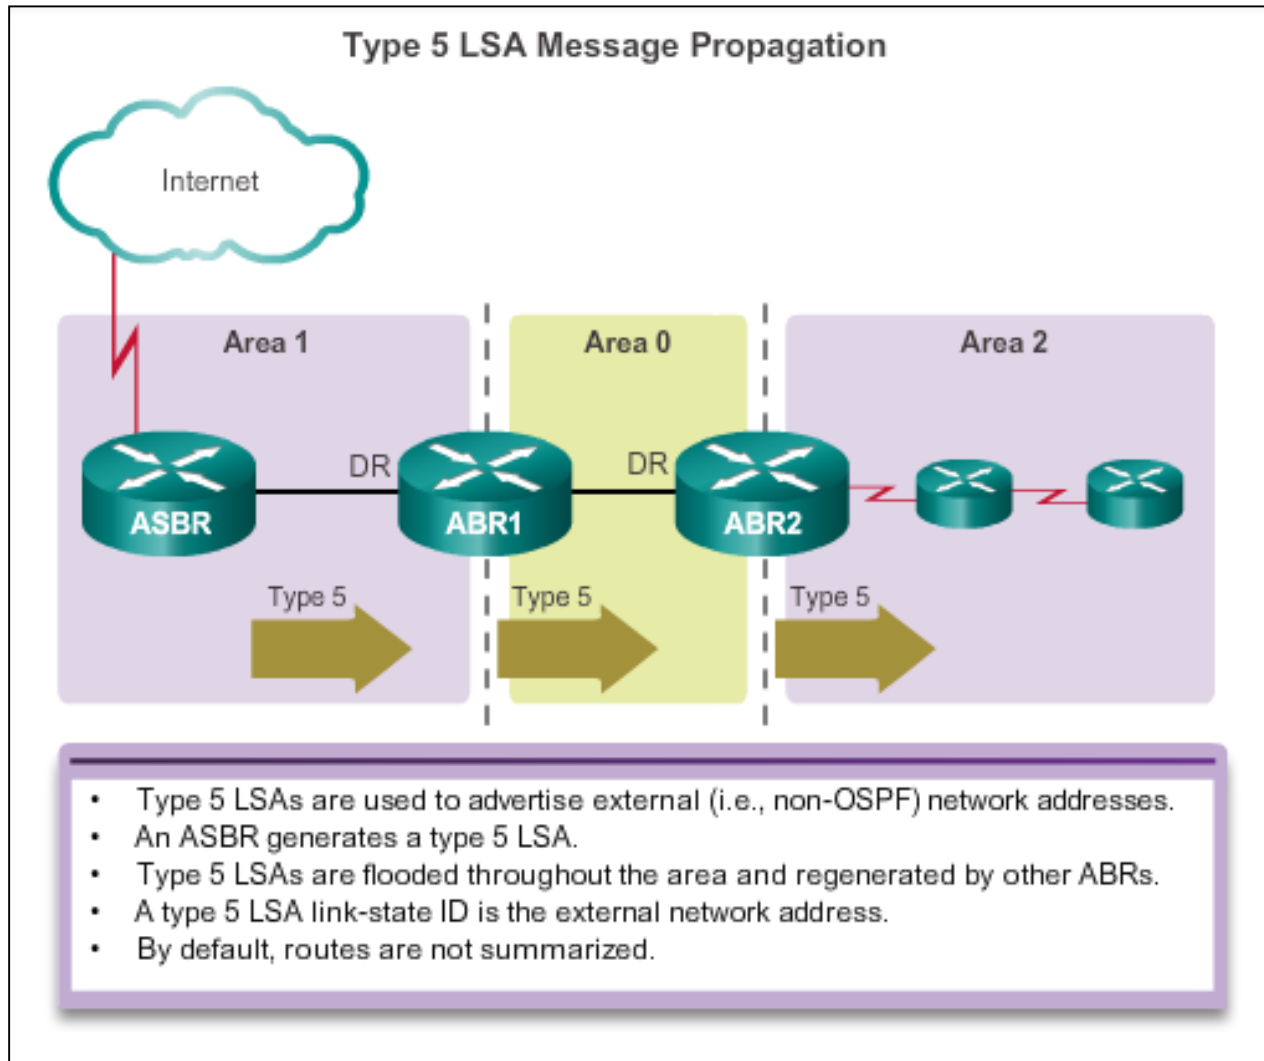 Type 5 LSA Message Propagation
Internet
Area 1
Area 0
Area 2
DR
DR
ASBR
ABR1
ABR2
Type 5
Type 5
Type 5
• Type 5 LSAs are used to advertise external (i.e., non-OSPF) network addresses.
• An ASBR generates a type 5 LSA.
• Type 5 LSAs are flooded throughout the area and regenerated by other ABRs.
• A type 5 LSA link-state ID is the external network address.
• By default, routes are not summarized.